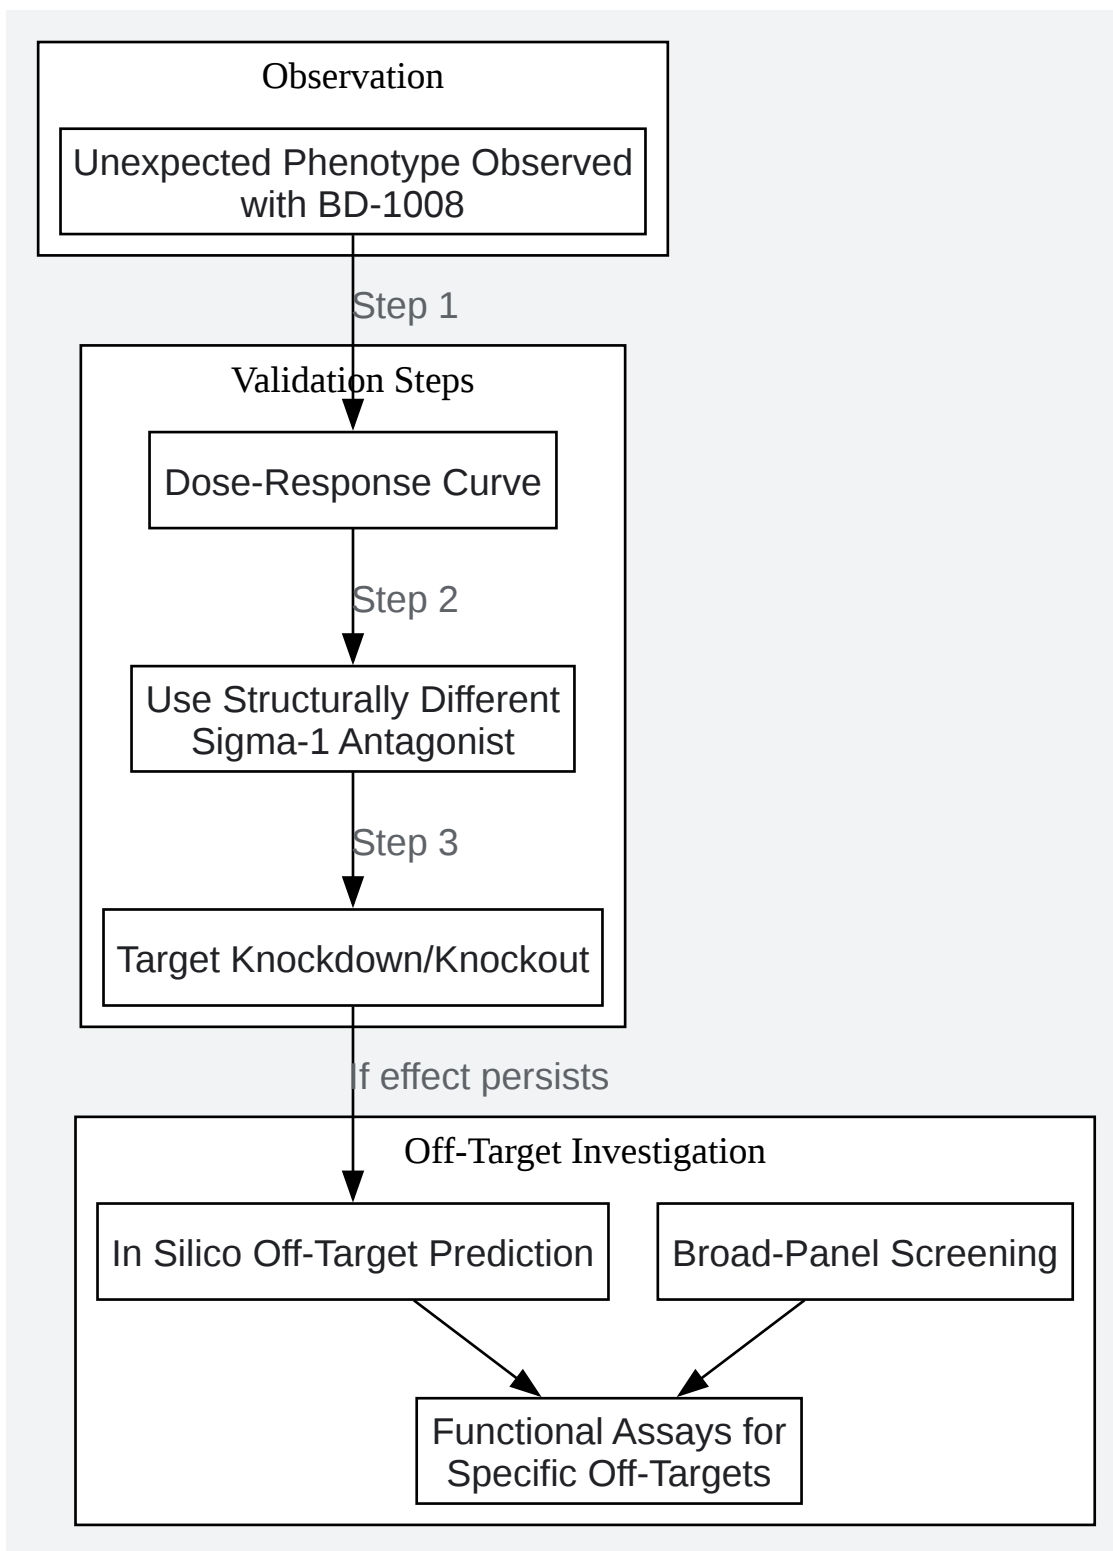 Observation
Unexpected Phenotype Observed
with BD-1008
Step 1
Validation Steps
Dose-Response Curve
Step 2
Use Structurally Different
Sigma-1 Antagonist
Step 3
Target Knockdown/Knockout
If effect persists
Off-Target Investigation
In Silico Off-Target Prediction
Broad-Panel Screening
Functional Assays for
Specific Off-Targets